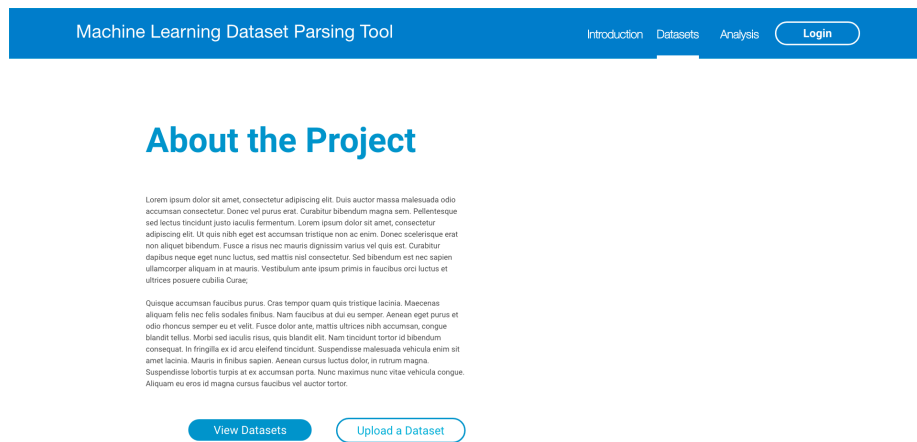 Machine Learning Dataset Parsing Tool
Introduction Datasets Analysis Login
About the Project
Lorem ipsum dolor sit amet, consectetur adipiscing elit. Duis auctor massa malesuada odio
accumsan consectetur. Donec vel purus erat. Curabitur bibendum magna sem. Pellentesque
sed lectus tincidunt justo iaculis fermentum. Lorem ipsum dolor sit amet, consectetur
adipiscing elit. Ut quis nibh eget est accumsan tristique non ac enim. Donec scelerisque erat
non aliquet bibendum. Fusce a risus nec mauris dignissim varius vel quis est. Curabitur
dapibus neque eget nunc luctus, sed mattis nisl consectetur. Sed bibendum est nec sapien
ullamcorper aliquam in at mauris. Vestibulum ante ipsum primis in faucibus orci luctus et
ultrices posuere cubilia Curae;
Quisque accumsan faucibus purus. Cras tempor quam quis tristique lacinia. Maecenas
aliquam felis nec felis sodales finibus. Nam faucibus at dui eu semper. Aenean eget purus et
odio rhoncus semper eu et velit. Fusce dolor ante, mattis ultrices nibh accumsan, congue
blandit tellus. Morbi sed iaculis risus, quis blandit elit. Nam tincidunt tortor id bibendum
consequat. In fringilla ex id arcu eleifend tincidunt. Suspendisse malesuada vehicula enim sit
amet lacinia. Mauris in finibus sapien. Aenean cursus luctus dolor, in rutrum magna.
Suspendisse lobortis turpis at ex accumsan porta. Nunc maximus nunc vitae vehicula congue.
Aliquam eu eros id magna cursus faucibus vel auctor tortor.
View Datasets Upload a Dataset